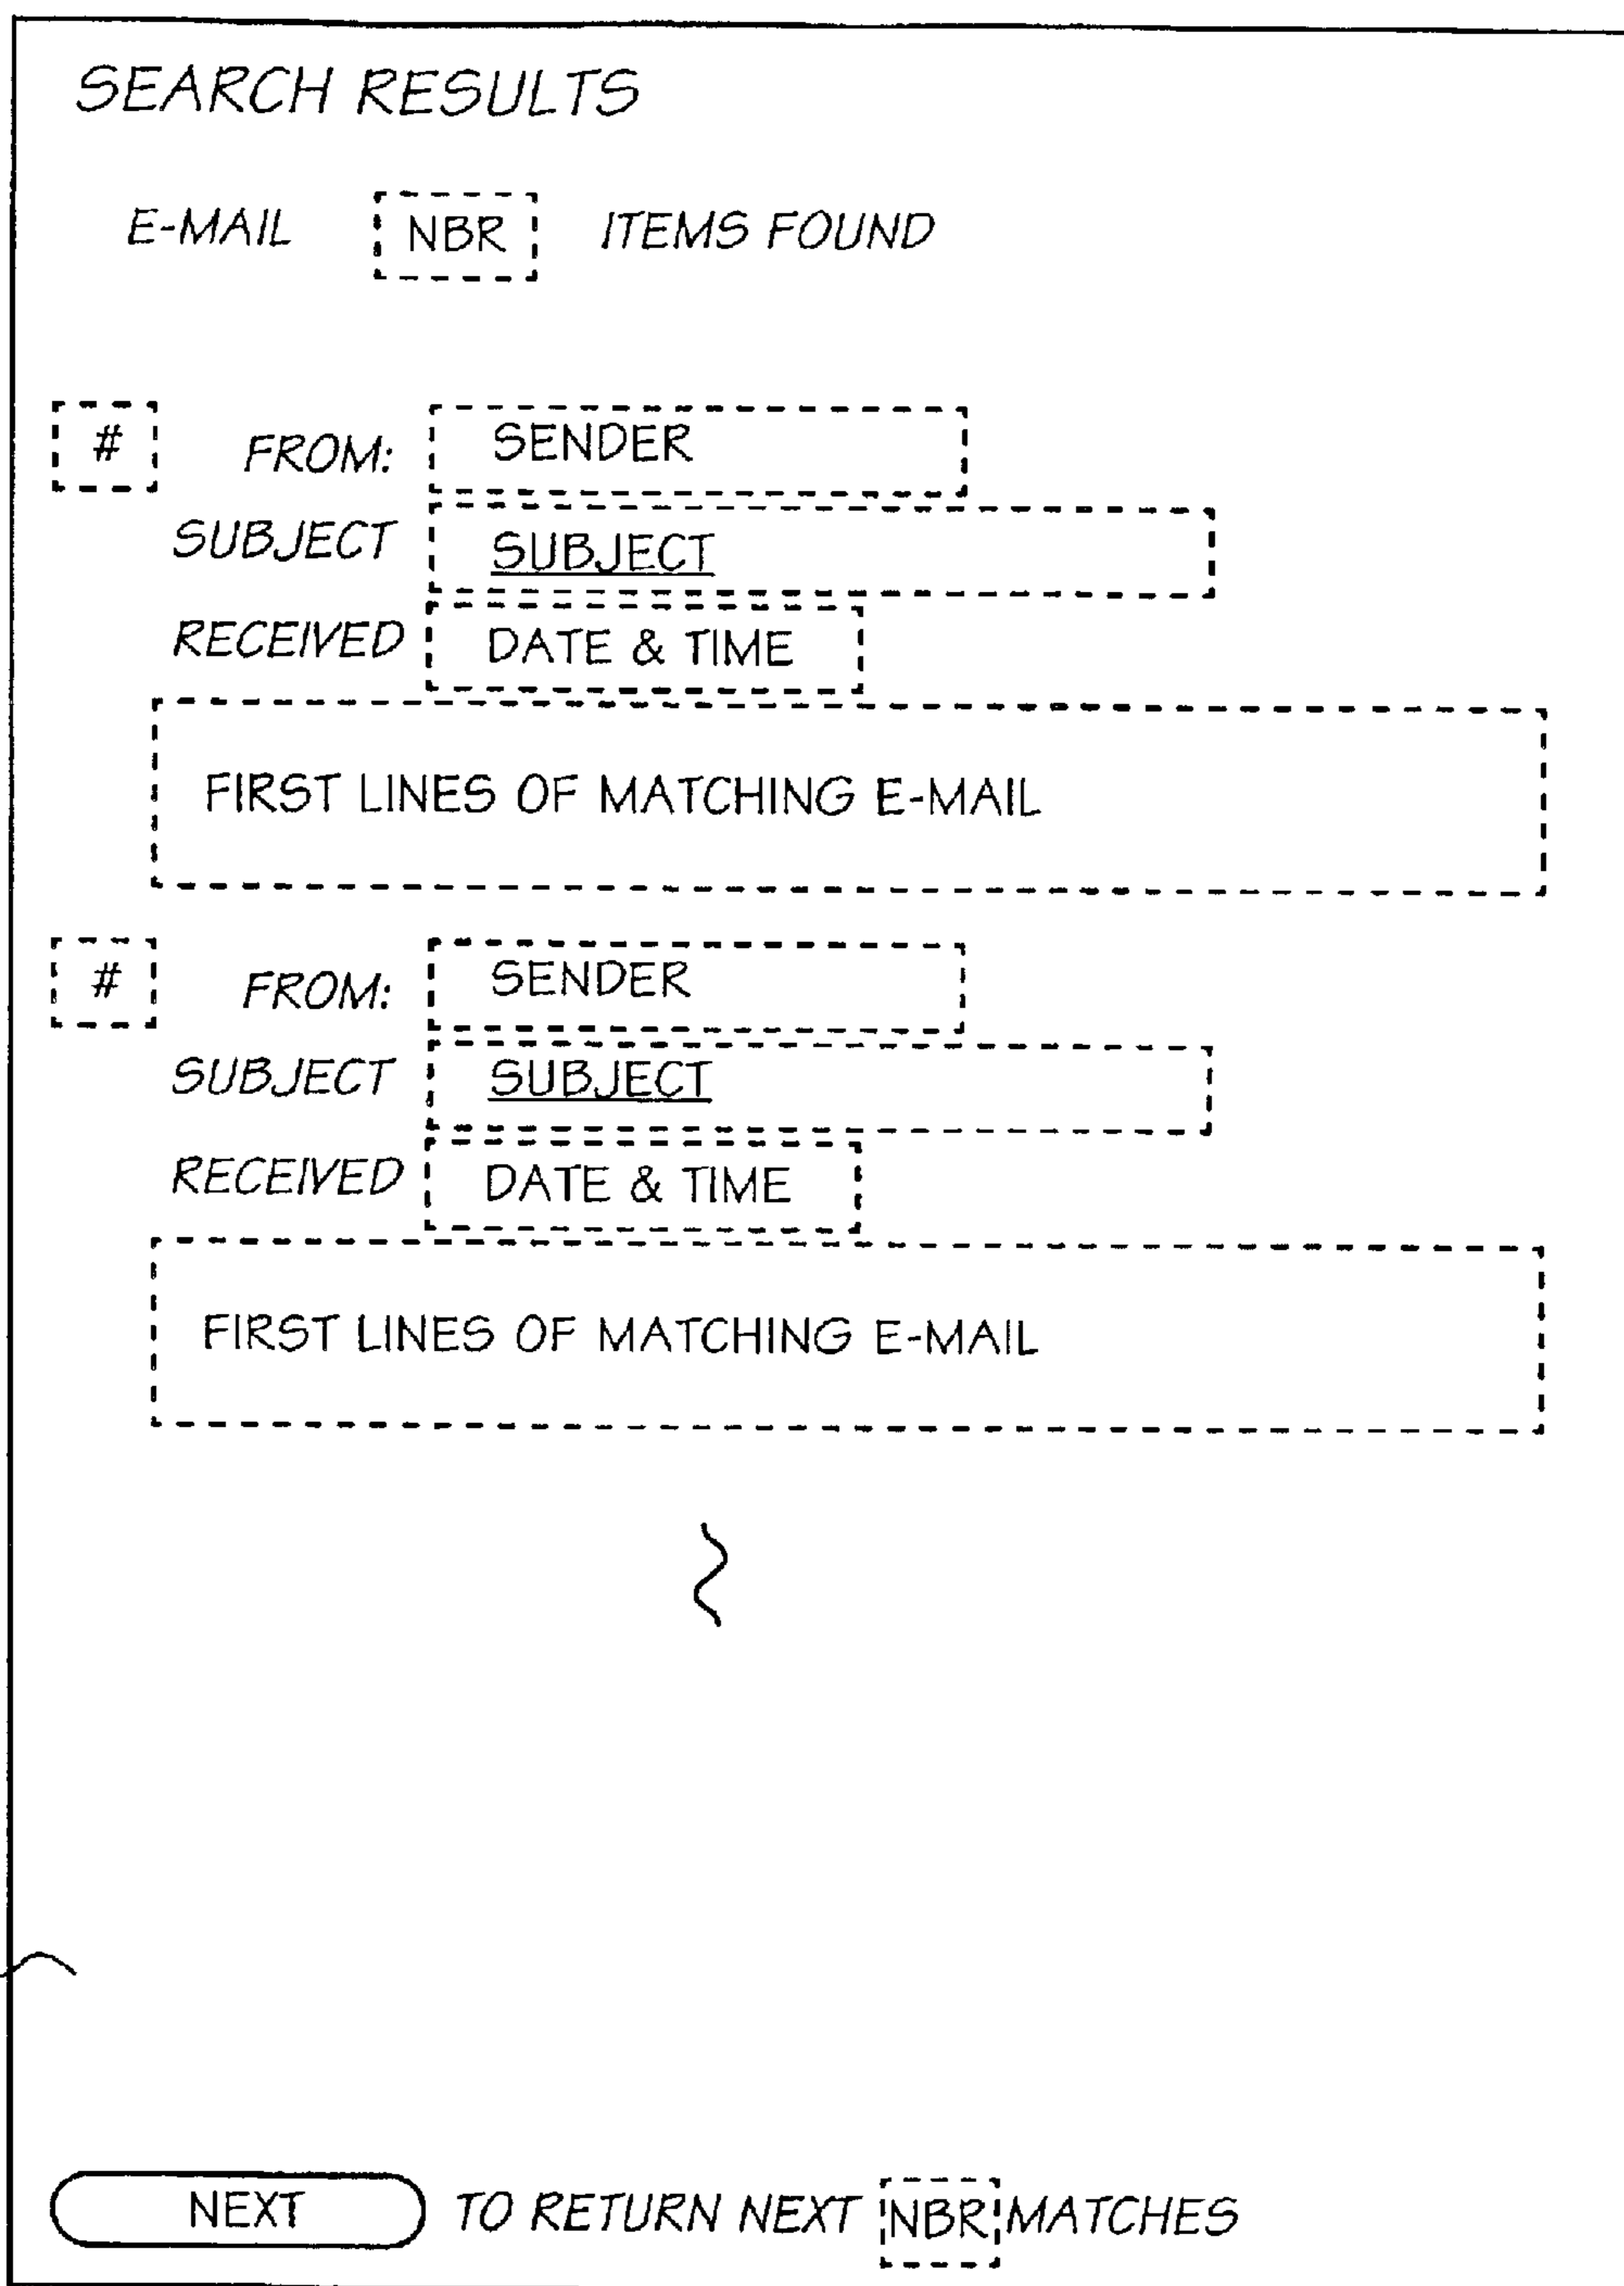 SEARCH RESULTS
E-MAIL NBR ITEMS FOUND
# FROM: SENDER
SUBJECT SUBJECT
RECEIVED DATE & TIME
FIRST LINES OF MATCHING E-MAIL
# FROM: SENDER
SUBJECT SUBJECT
RECEIVED DATE & TIME
FIRST LINES OF MATCHING E-MAIL
NEXT TO RETURN NEXT NBR MATCHES